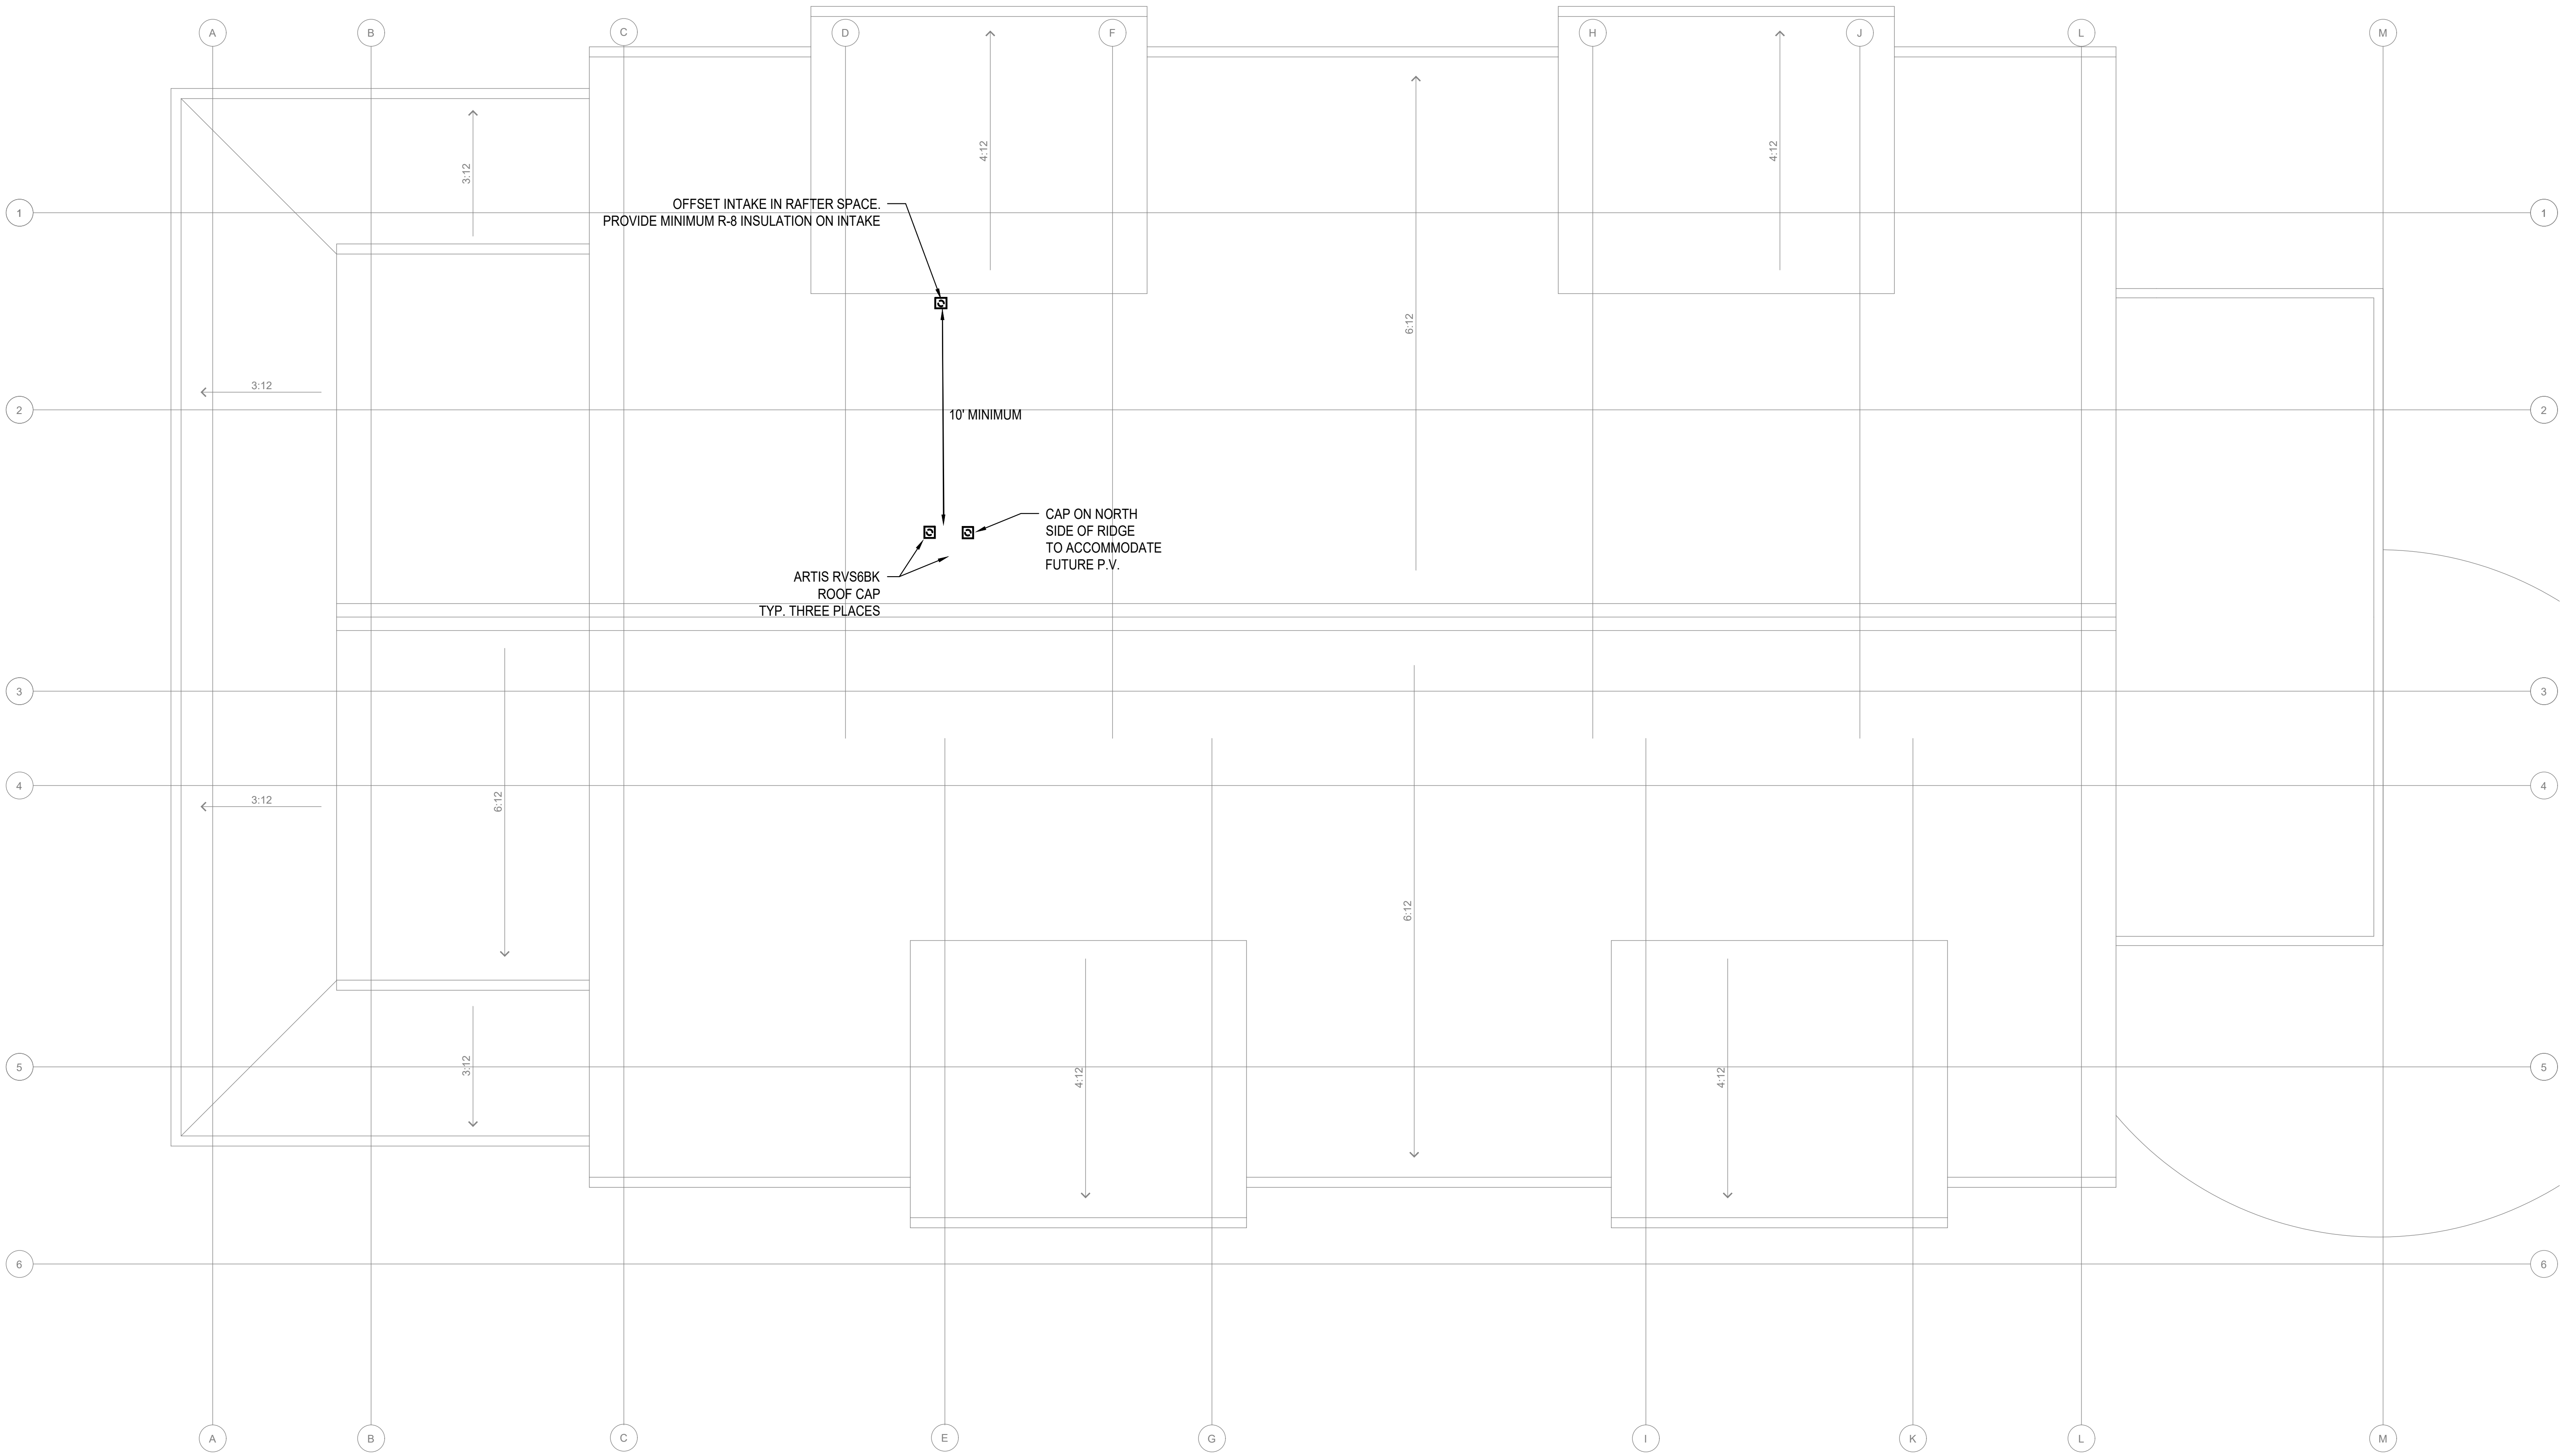 A
B
C
D
F
H
J
L
M
4:12
4:12
3:12
OFFSET INTAKE IN RAFTER SPACE.
PROVIDE MINIMUM R-8 INSULATION ON INTAKE
1
1
6:12
3:12
2
2
10' MINIMUM
CAP ON NORTH
SIDE OF RIDGE
TO ACCOMMODATE
FUTURE P.V.
ARTIS RVS6BK
ROOF CAP
TYP. THREE PLACES
3
3
4
4
3:12
6:12
6:12
5
5
3:12
4:12
4:12
6
6
A
B
C
E
G
I
K
L
M